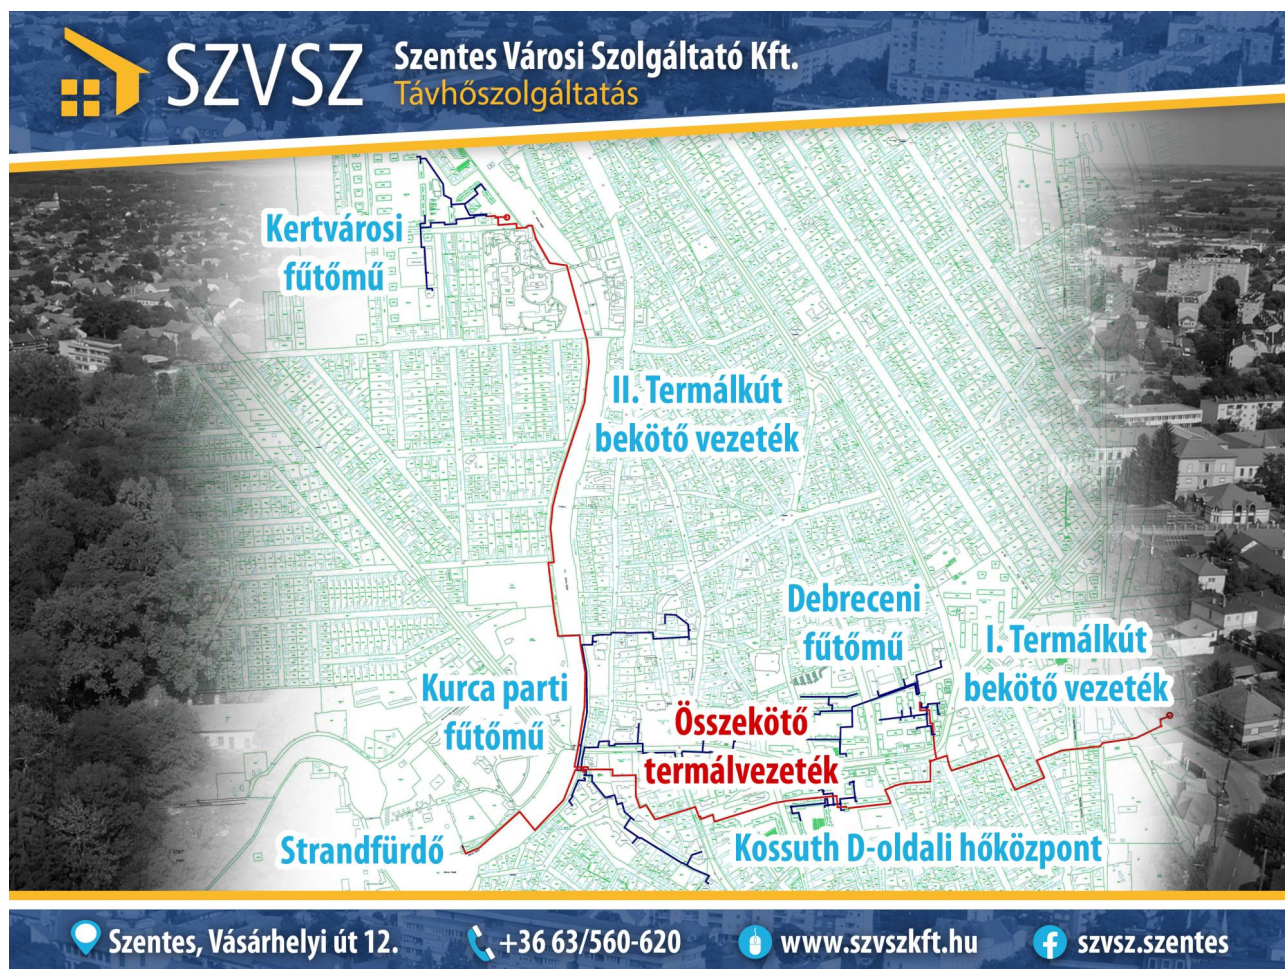 SZVSZ
Szentes Városi Szolgáltató Kft.
Távhőszolgáltatás
Kertvárosi
fűtőmű
II. Termálkút
bekötő vezeték
Debreceni
fűtőmű
I. Termálkút
bekötő vezeték
Kurca parti
fűtőmű
Összekötő
termálvezeték
Strandfürdő
Kossuth D-oldali hőközpont
Szentes, Vásárhelyi út 12.
+36 63/560-620
www.szvszkft.hu
szvsz.szentes